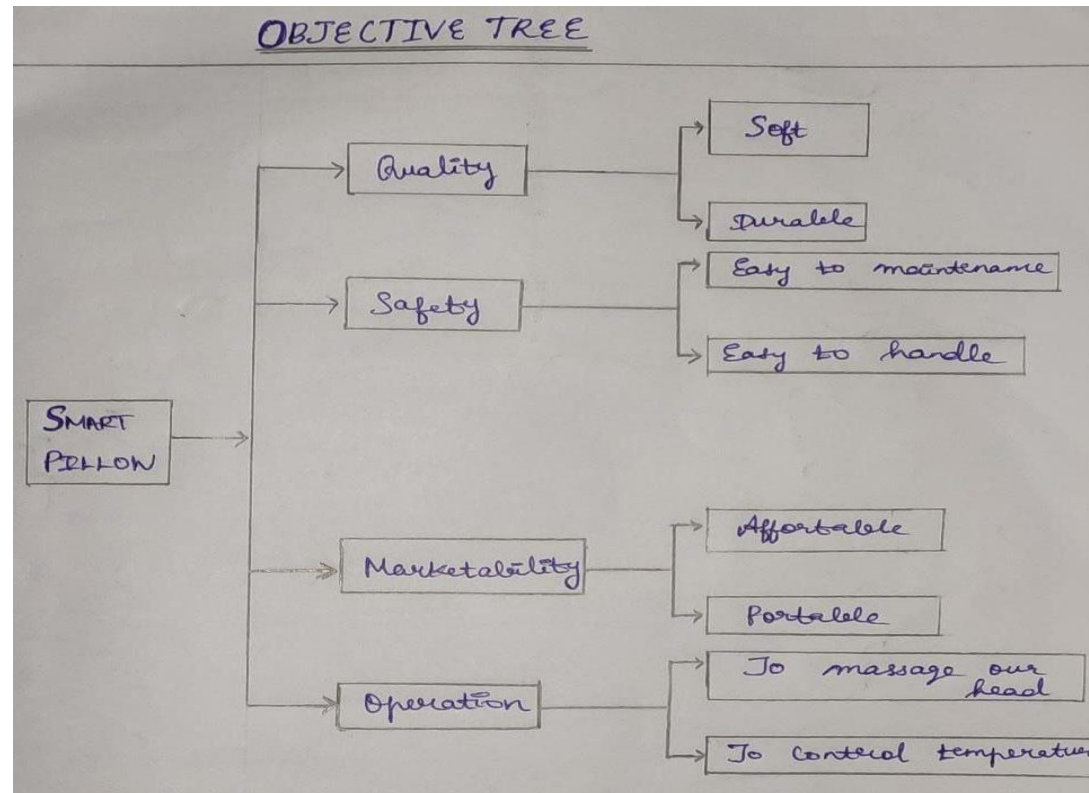 OBJECTIVE TREE
Soft
Quality
Durable
Easy to maintename
Safety
Easy to handle
SMART
PILLOW
Affortable
Marketability
Portable
To massage our
head
Operation
To control temperatur